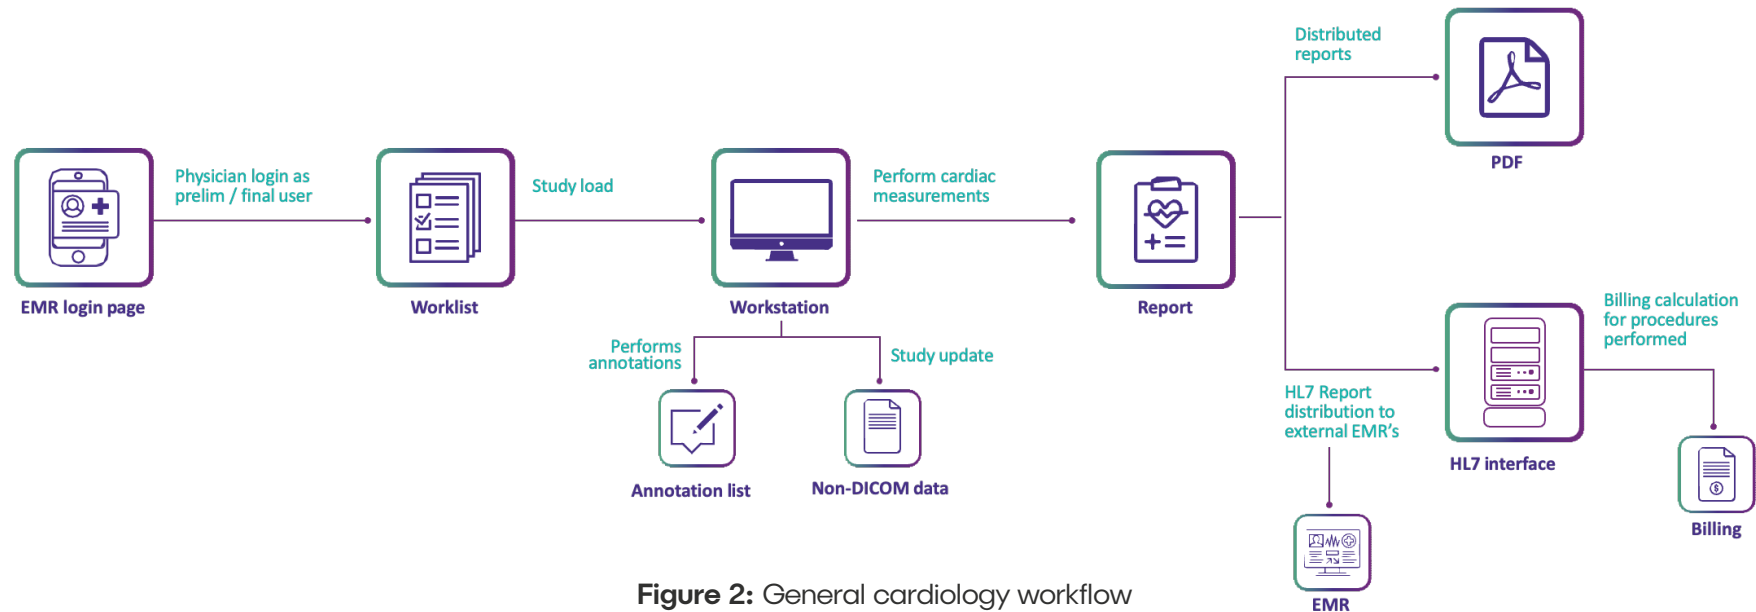 Distributed
reports
PDF
Physician login as
prelim / final user
Study load
Perform cardiac
measurements
EMR login page
Worklist
Workstation
Report
Billing calculation
for procedures
performed
Performs
annotations
Study update
HL7 Report
distribution to
external EMR's
HL7 interface
Annotation list
Non-DICOM data
Billing
EMR
Figure 2: General cardiology workflow